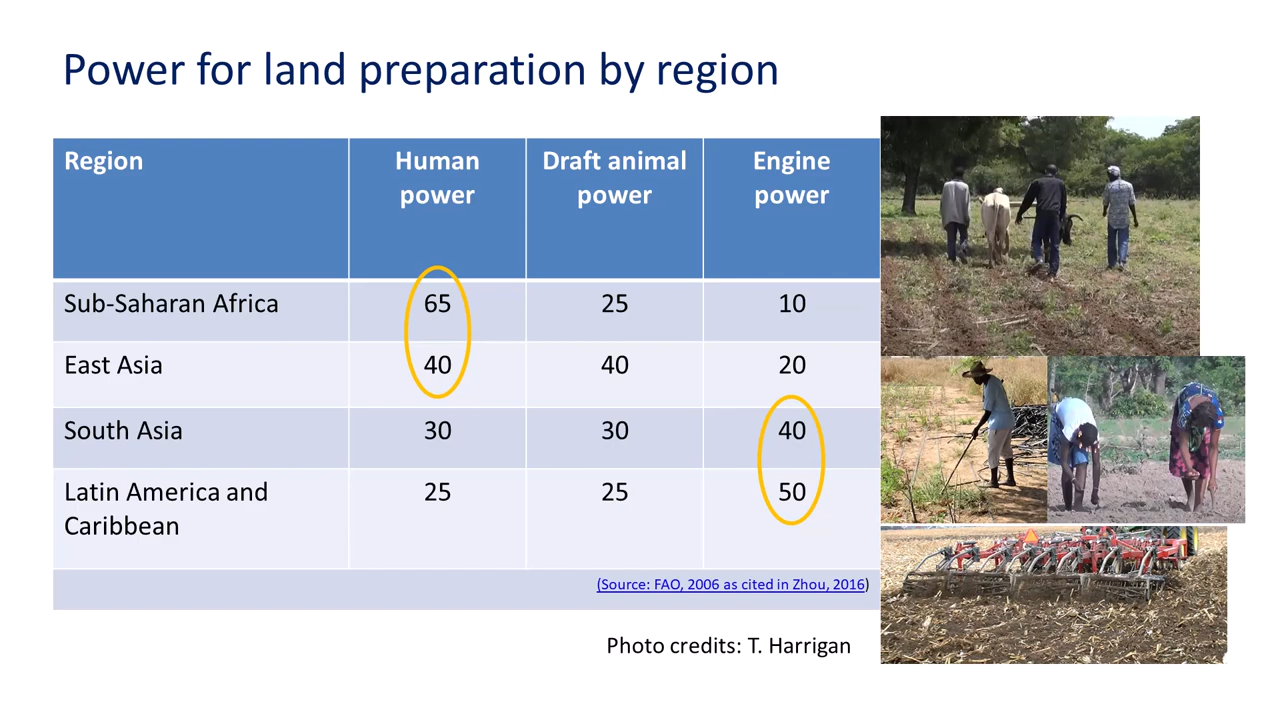 Power for land preparation by region
Region
Human
power
Draft animal
power
Engine
power
Sub-Saharan Africa 65 25 10
East Asia 40 40 20
South Asia 30 30 40
Latin America and
Caribbean
25 25 50
(Source: FAO, 2006 as cited in Zhou, 2016)
Photo credits: T. Harrigan